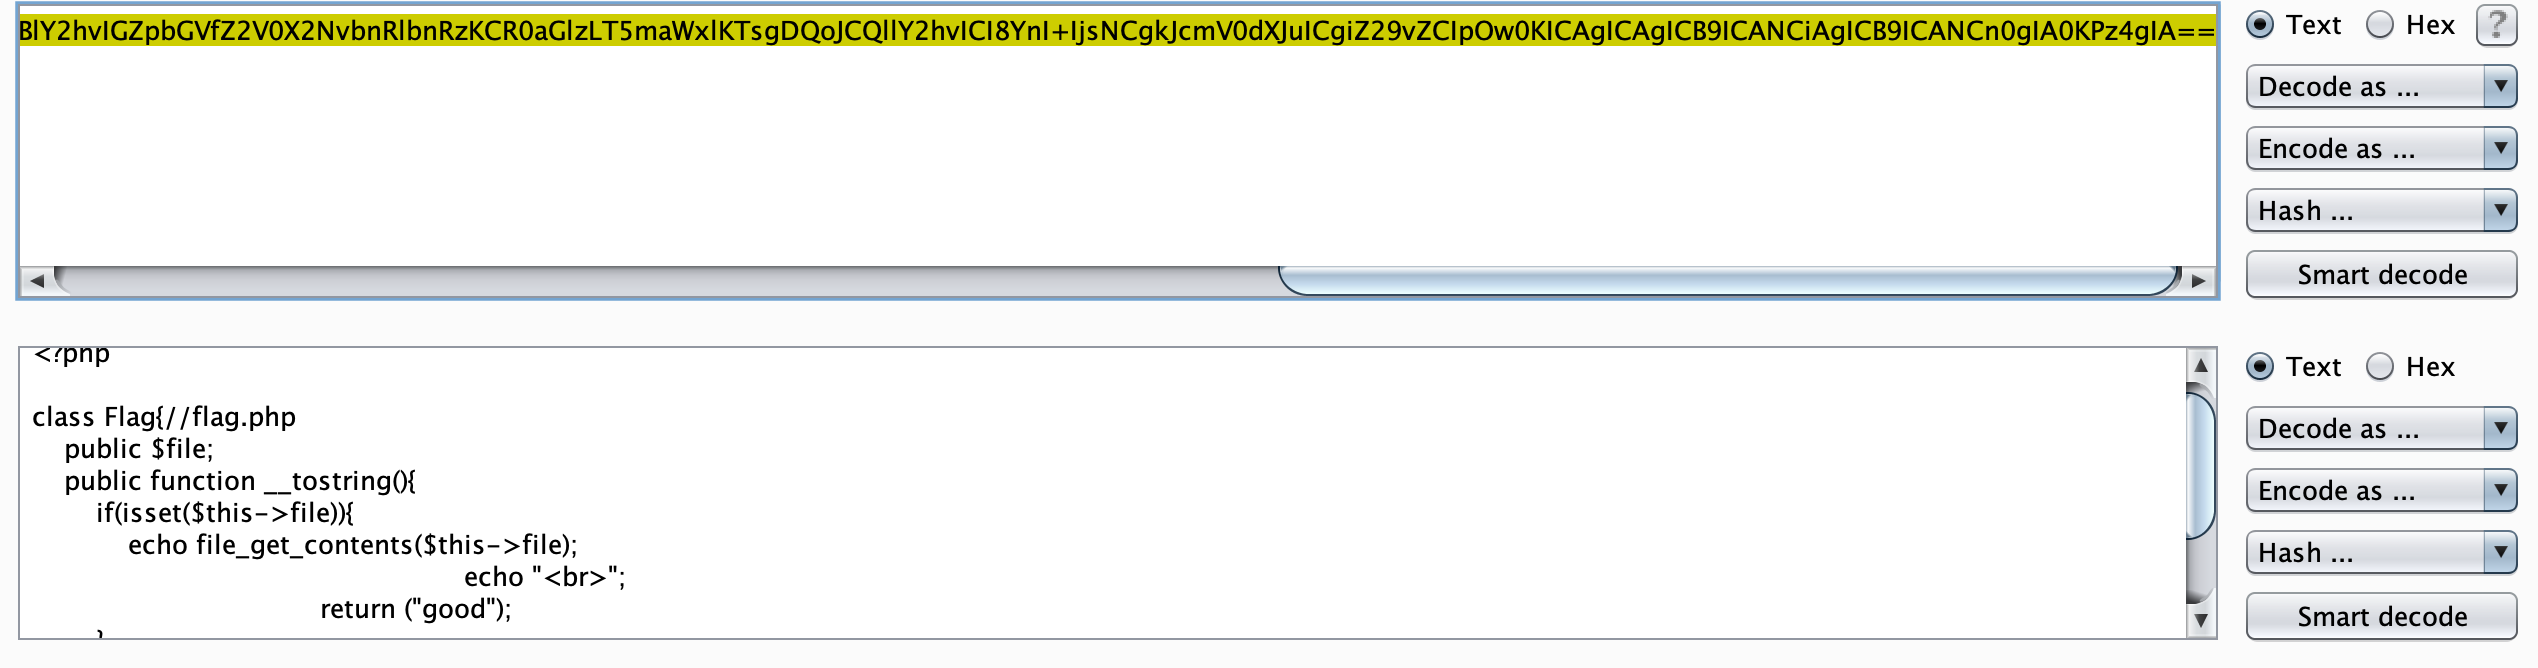 BlY2hvIGZpbGVfZ2V0X2NvbnRlbnRzKCR0aGlzLT5maWxlKTsgDQoJCQllY2hvICI8YnI+IjsNCgkJcmV0dXJuICgiZ29vZCIpOw0KICAgICAgICB9ICANCiAgICB9ICANCn0gIA0KPz4gIA==
Text Hex ?
Decode as ...
Encode as ...
Hash ...
Smart decode
<?php
class Flag{//flag.php
public $file;
public function __tostring(){
if(isset($this->file)){
echo file_get_contents($this->file);
echo "<br>";
return ("good");
}
Text Hex
Decode as ...
Encode as ...
Hash ...
Smart decode